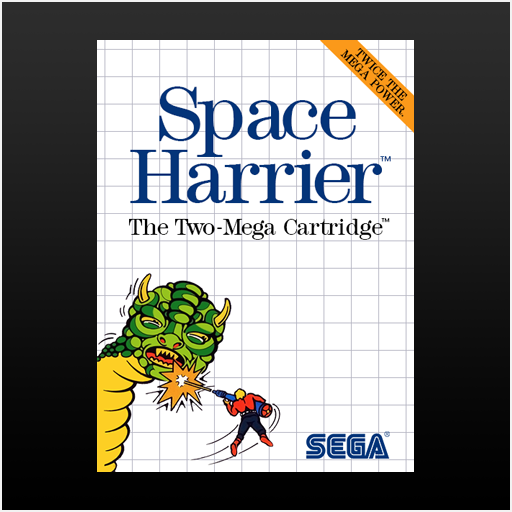 TWICE THE
MEGA POWER.
Space
Harrier™
The Two-Mega Cartridge™
SEGA®